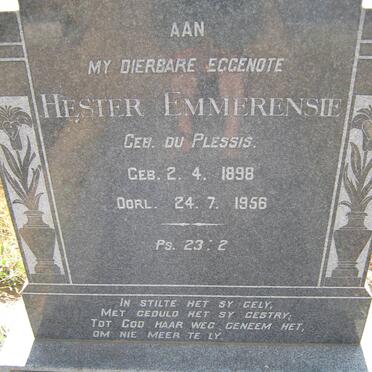 AAN
MY DIERBARE EGGENOTE
HESTER EMMERENSIE
GEB. DU PLESSIS.
GEB. 2. 4. 1898
OORL. 24. 7. 1956
PS. 23: 2
IN STILTE HET SY GELY,
MET GEDULD HET SY GESTRY;
TOT GOD HAAR WEG GENEEM HET,
OM NIE MEER TE LY.